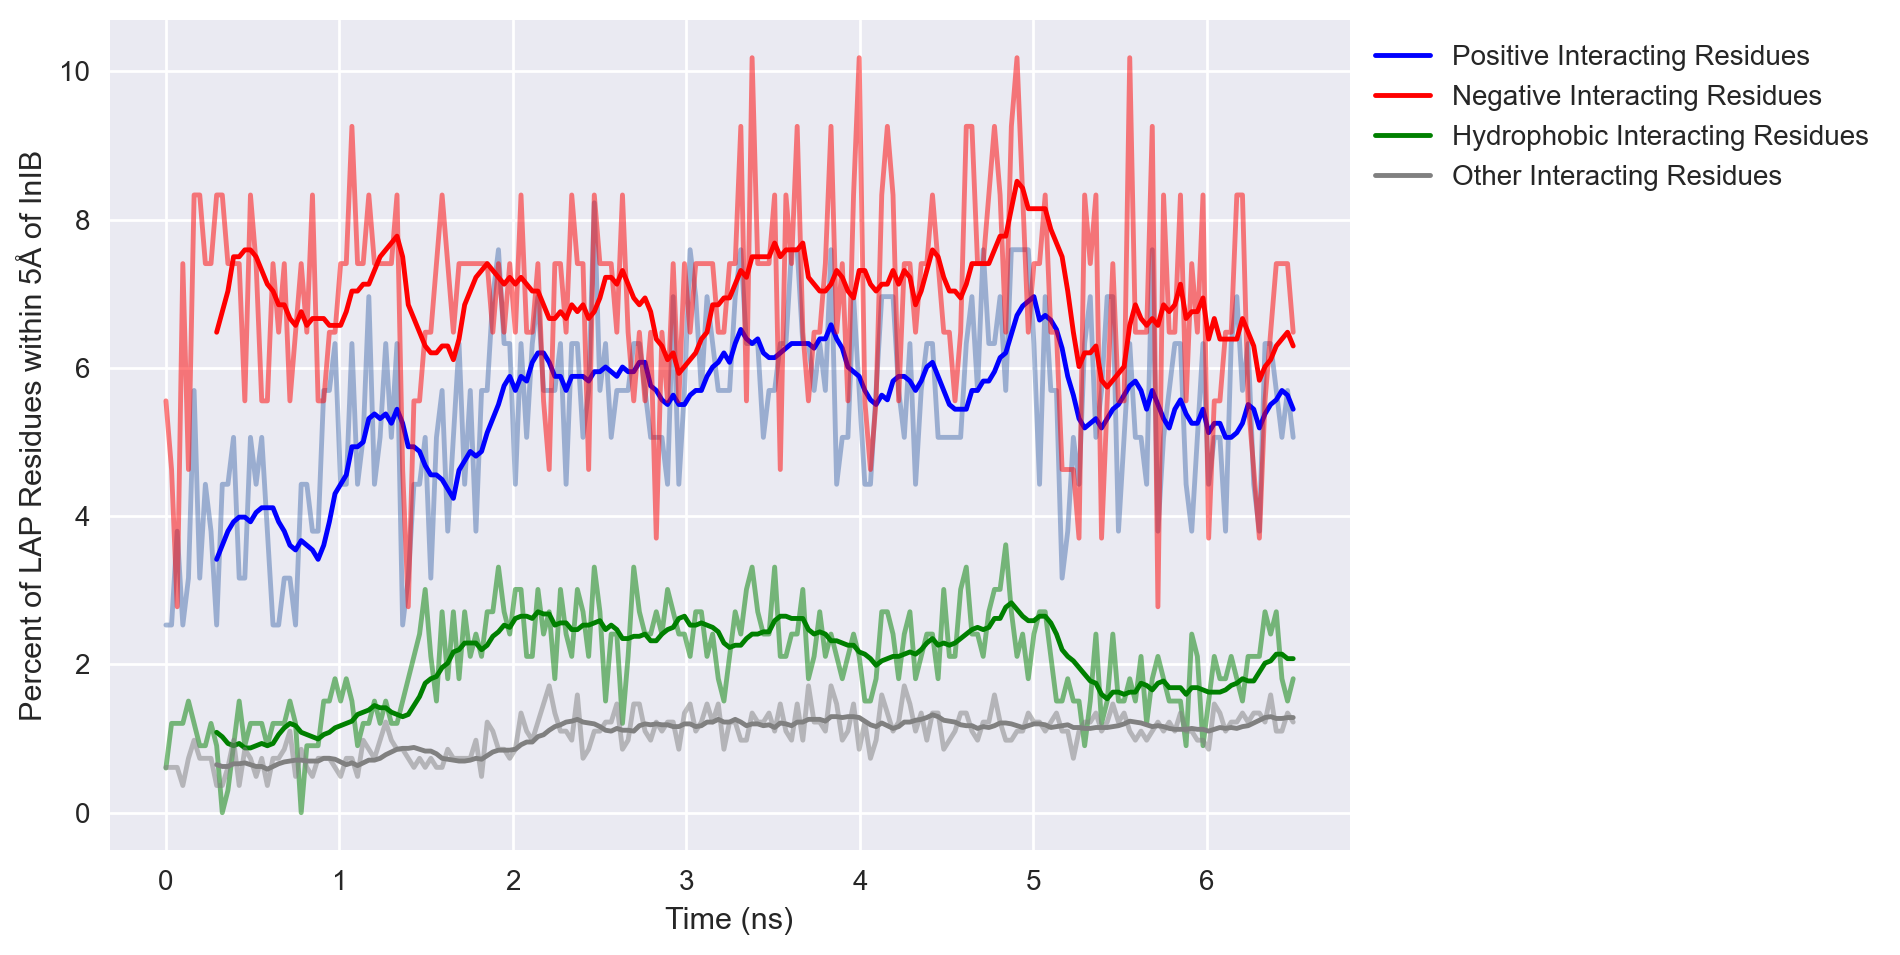 Positive Interacting Residues
Negative Interacting Residues
Hydrophobic Interacting Residues
Other Interacting Residues
Percent of LAP Residues within 5Å of InIB
10
8
6
4
2
0
0 1 2 3 4 5 6
Time (ns)